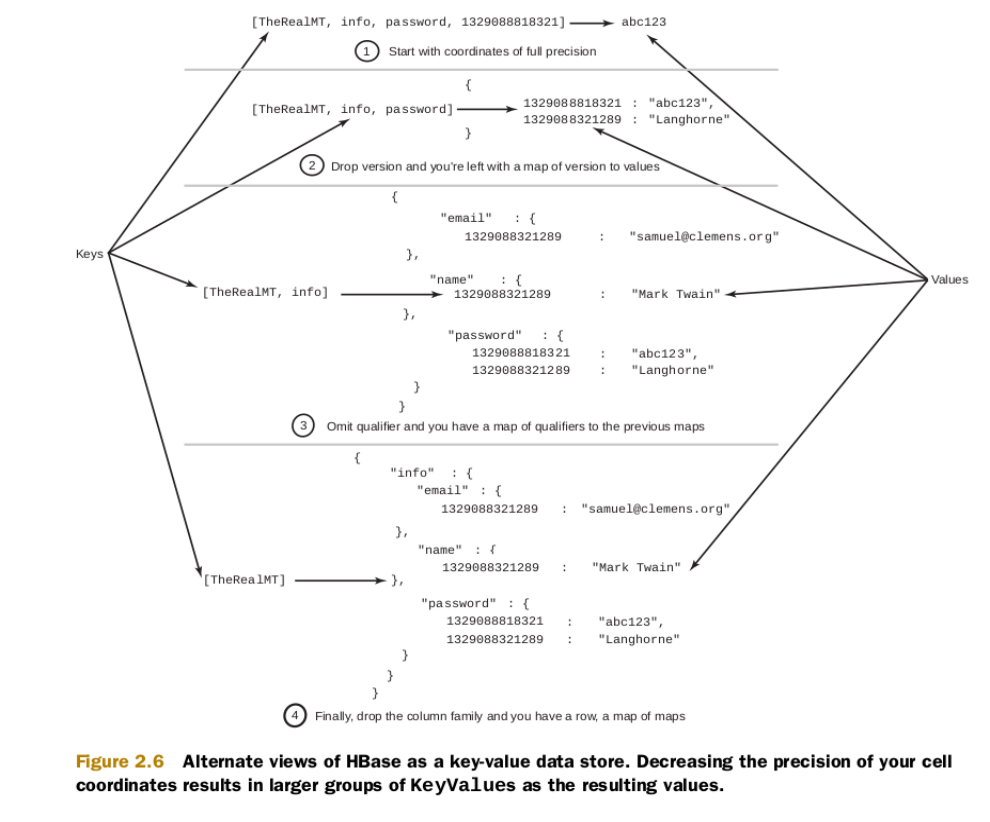 [TheRealMT, info, password, 1329088818321] abc123
1 Start with coordinates of full precision
{
[TheRealMT, info, password] 1329088818321 : "abc123",
1329088321289 : "Langhorne"
}
2 Drop version and you're left with a map of version to values
{
"email" : {
1329088321289 : "samuel@clemens.org"
},
Keys
"name" : {
[TheRealMT, info] 1329088321289 : "Mark Twain"
Values
},
"password" : {
1329088818321 : "abc123",
1329088321289 : "Langhorne"
}
}
3 Omit qualifier and you have a map of qualifiers to the previous maps
{
"info" : {
"email" : {
1329088321289 : "samuel@clemens.org"
},
"name" : {
1329088321289 : "Mark Twain"
[TheRealMT] },
"password" : {
1329088818321 : "abc123",
1329088321289 : "Langhorne"
}
}
}
4 Finally, drop the column family and you have a row, a map of maps
Figure 2.6 Alternate views of HBase as a key-value data store. Decreasing the precision of your cell
coordinates results in larger groups of KeyValues as the resulting values.